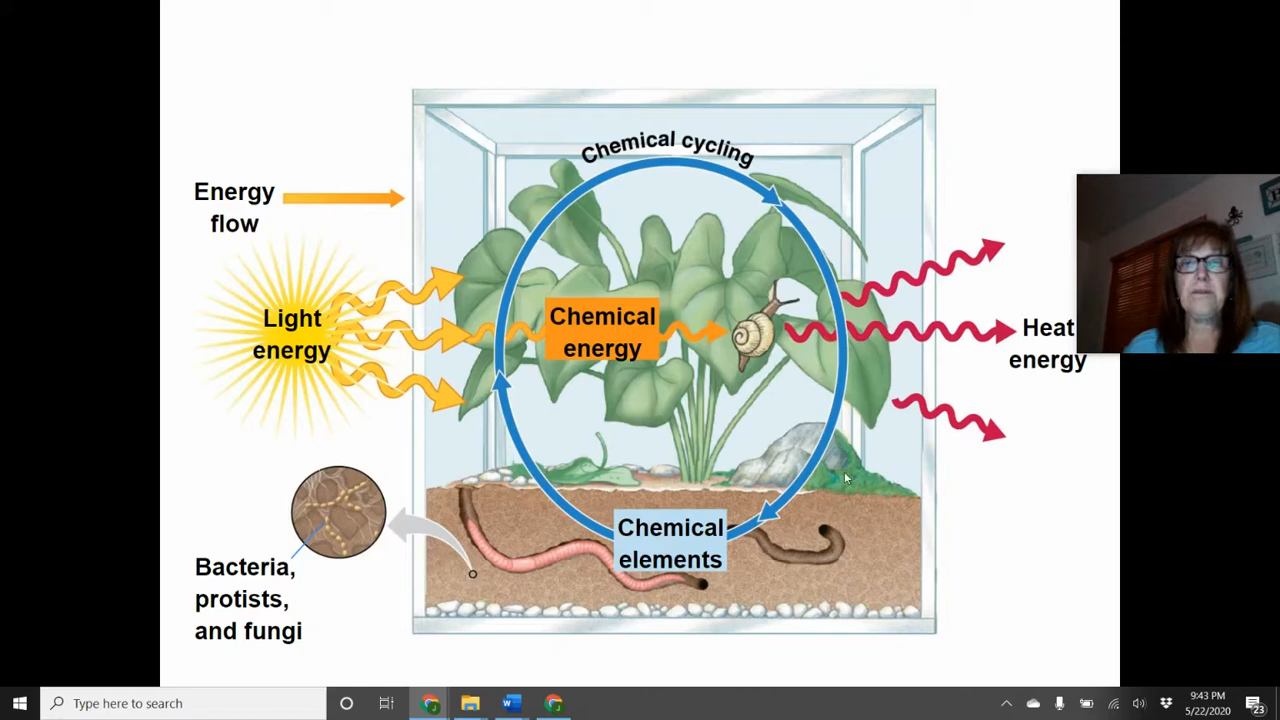 Chemical cycling
Energy
flow
Light
energy
Chemical
energy
Heat
energy
Chemical
elements
Bacteria,
protists,
and fungi
Type here to search
9:43 PM
5/22/2020
23